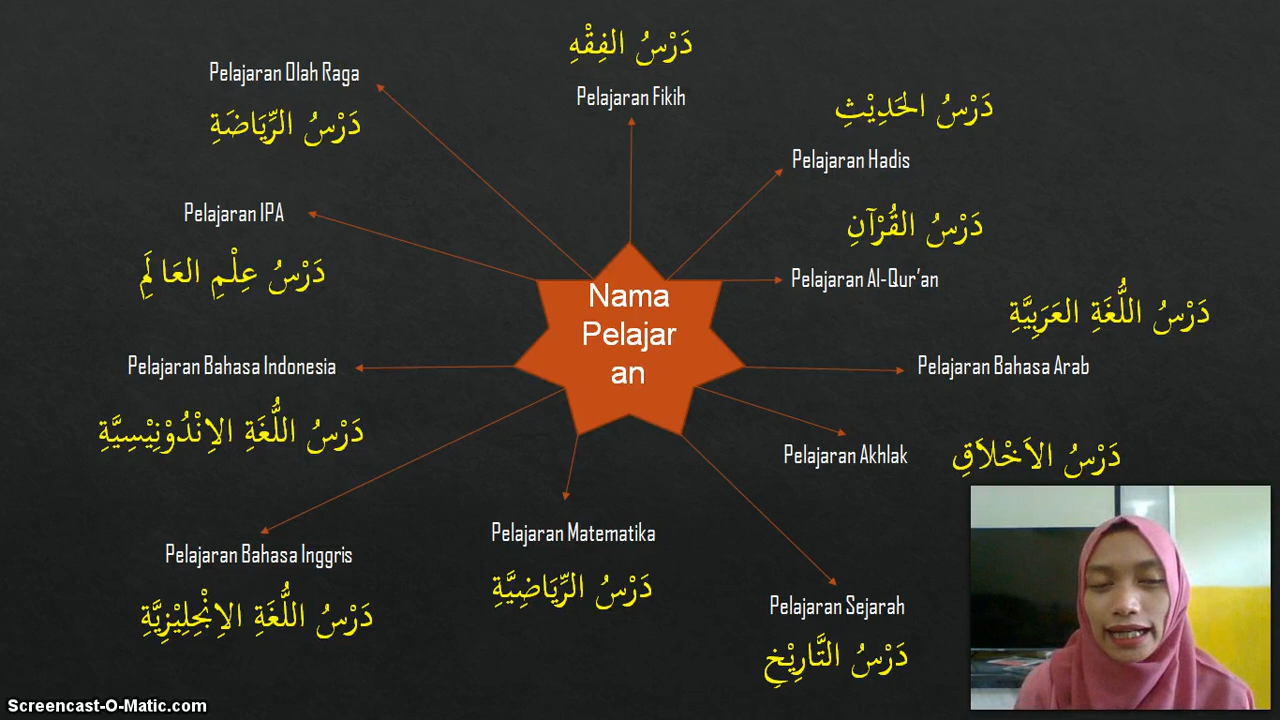 دَرْسُ الفِقْهِ
Pelajaran Fikih
Pelajaran Olah Raga
دَرْسُ الرِّيَاضَةِ
دَرْسُ الحَدِيْثِ
Pelajaran Hadis
Pelajaran IPA
دَرْسُ عِلْمِ العَالَمِ
دَرْسُ القُرْآنِ
Pelajaran Al-Qur'an
Nama
Pelajar
an
دَرْسُ اللُّغَةِ العَرَبِيَّةِ
Pelajaran Bahasa Arab
Pelajaran Bahasa Indonesia
دَرْسُ اللُّغَةِ الاِنْدُوْنِيْسِيَّةِ
Pelajaran Akhlak
دَرْسُ الاَخْلاَقِ
Pelajaran Bahasa Inggris
دَرْسُ اللُّغَةِ الاِنْجِلِيْزِيَّةِ
Pelajaran Matematika
دَرْسُ الرِّيَاضِيَّةِ
Pelajaran Sejarah
دَرْسُ التَّارِيْخِ
Screencast-O-Matic.com